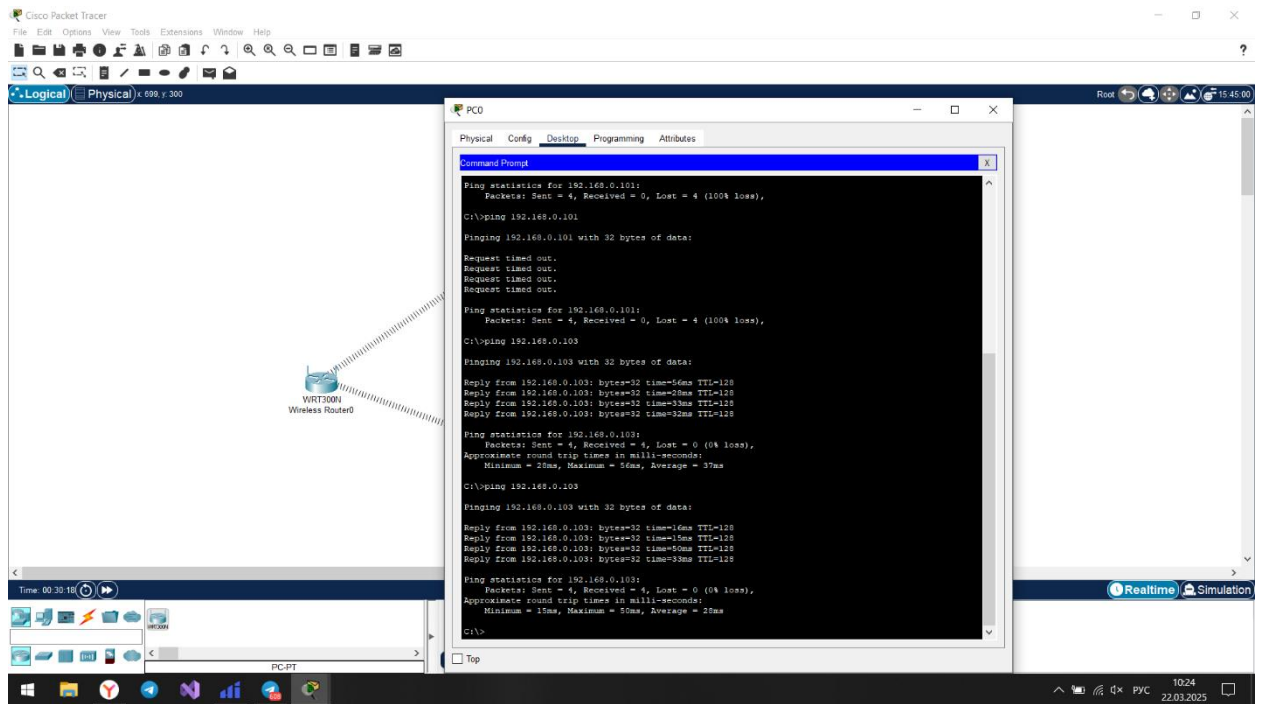 Cisco Packet Tracer
File Edit Options View Tools Extensions Window Help
?
Logical Physical x: 699, y: 300 Root 15:45:00
PC0
Physical Config Desktop Programming Attributes
Command Prompt X
Ping statistics for 192.168.0.101:
Packets: Sent = 4, Received = 0, Lost = 4 (100% loss),
C:\>ping 192.168.0.101
Pinging 192.168.0.101 with 32 bytes of data:
Request timed out.
Request timed out.
Request timed out.
Request timed out.
Ping statistics for 192.168.0.101:
Packets: Sent = 4, Received = 0, Lost = 4 (100% loss),
C:\>ping 192.168.0.103
Pinging 192.168.0.103 with 32 bytes of data:
Reply from 192.168.0.103: bytes=32 time=56ms TTL=128
Reply from 192.168.0.103: bytes=32 time=28ms TTL=128
Reply from 192.168.0.103: bytes=32 time=33ms TTL=128
Reply from 192.168.0.103: bytes=32 time=32ms TTL=128
Ping statistics for 192.168.0.103:
Packets: Sent = 4, Received = 4, Lost = 0 (0% loss),
Approximate round trip times in milli-seconds:
Minimum = 28ms, Maximum = 56ms, Average = 37ms
C:\>ping 192.168.0.103
Pinging 192.168.0.103 with 32 bytes of data:
Reply from 192.168.0.103: bytes=32 time=16ms TTL=128
Reply from 192.168.0.103: bytes=32 time=15ms TTL=128
Reply from 192.168.0.103: bytes=32 time=50ms TTL=128
Reply from 192.168.0.103: bytes=32 time=33ms TTL=128
Ping statistics for 192.168.0.103:
Packets: Sent = 4, Received = 4, Lost = 0 (0% loss),
Approximate round trip times in milli-seconds:
Minimum = 15ms, Maximum = 50ms, Average = 28ms
C:\>
Top
WRT300N
Wireless Router0
Time: 00:30:18 Realtime Simulation
WRT300N
PC-PT
РУС 10:24
22.03.2025